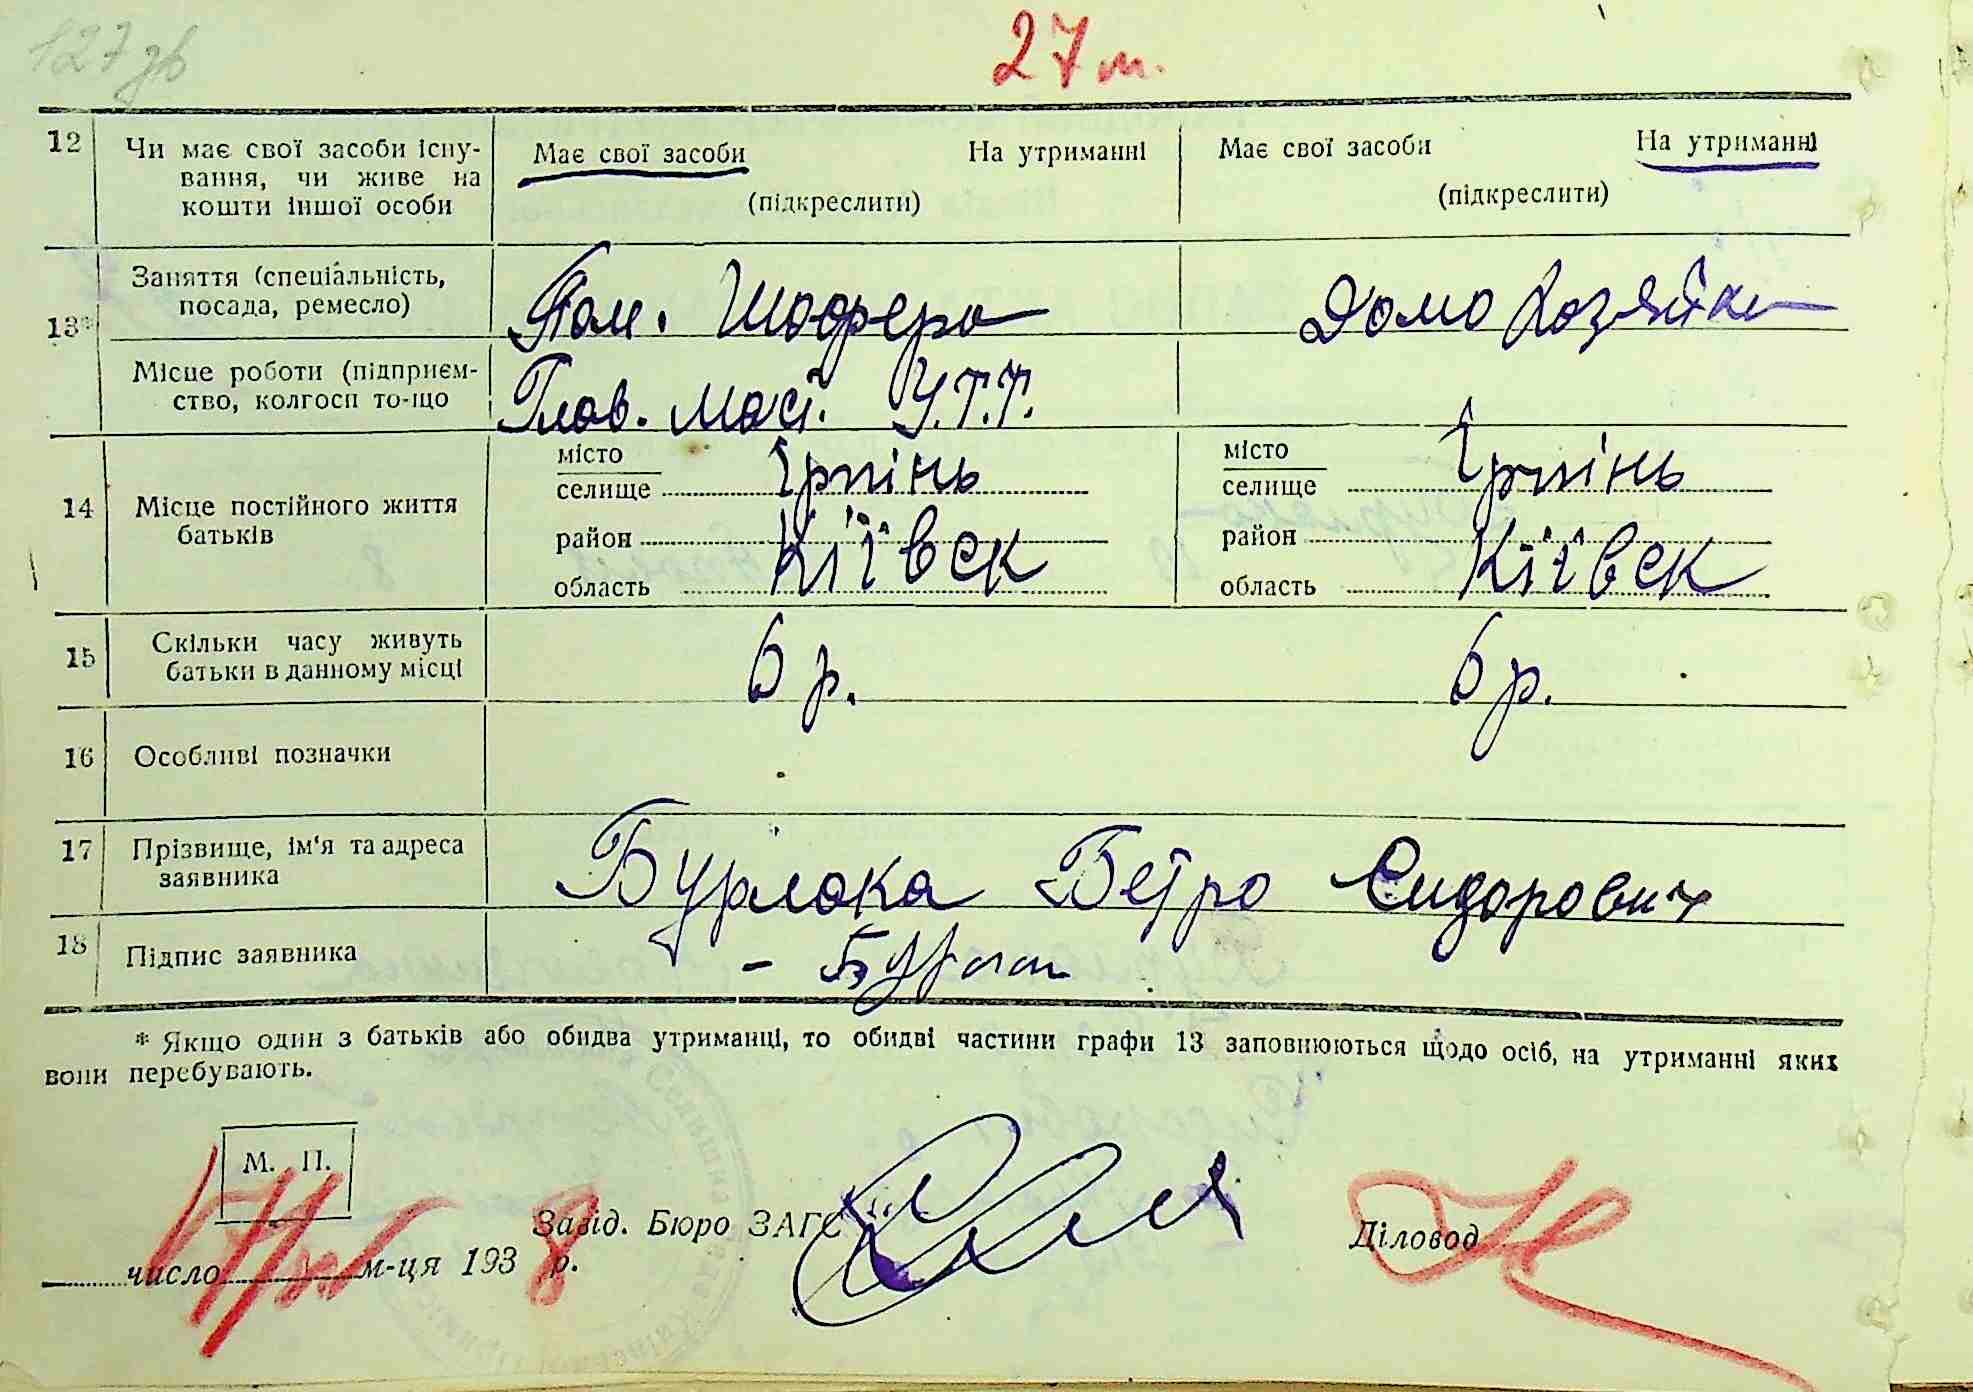 127 зв
27 м.
12 Чи має свої засоби існу-
вання, чи живе на
кошти іншої особи
Має свої засоби На утриманні
(підкреслити)
Має свої засоби На утриманні
(підкреслити)
13* Заняття (спеціальність,
посада, ремесло)
Пом. Шофера
Домо Хозяйка
Місце роботи (підприєм-
ство, колгосп то-що
Глав. маст. У.Т.Т.
14 Місце постійного життя
батьків
місто
селище Ірпінь
район
область Київск
місто
селище Ірпінь
район
область Київск
15 Скільки часу живуть
батьки в данному місці
6 р. 6 р.
16 Особливі позначки
17 Прізвище, ім'я та адреса
заявника
Бурлака Петро Сидорович
18 Підпис заявника
* Якщо один з батьків або обидва утриманці, то обидві частини графи 13 заповнюються щодо осіб, на утриманні яких
вони перебувають.
М. П.
Завід. Бюро ЗАГС Діловод
число м-ця 1938 р.